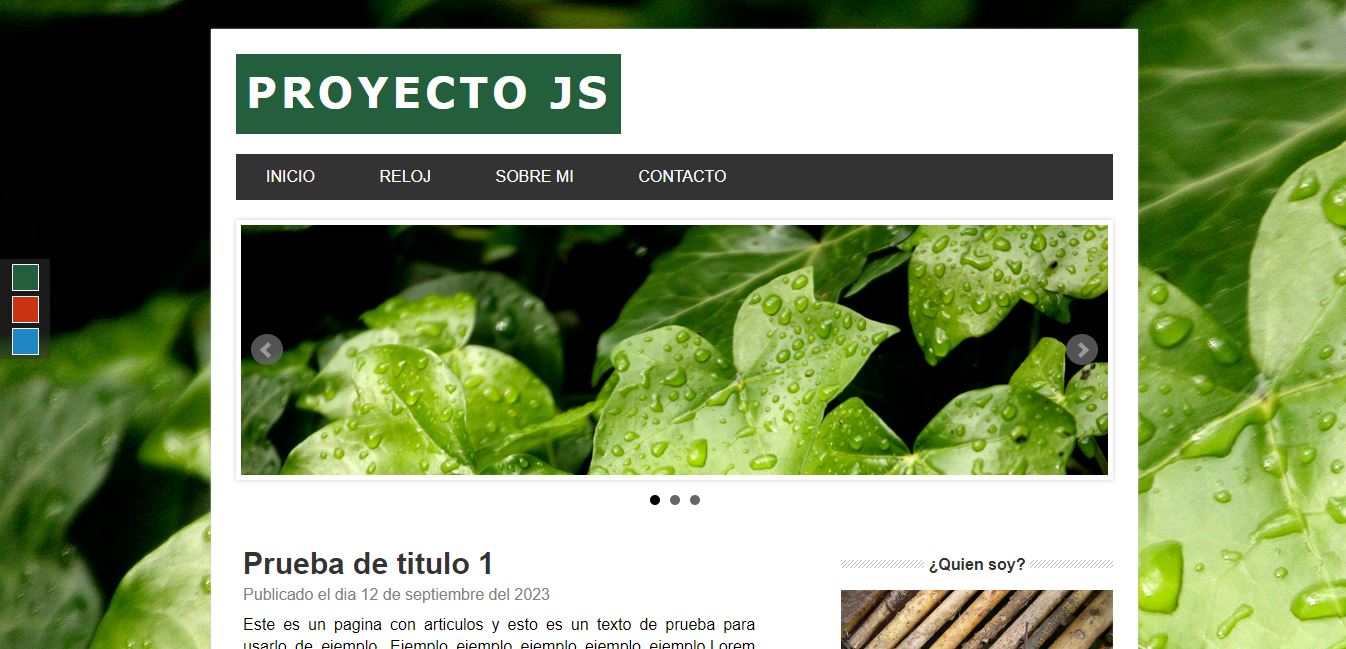 PROYECTO JS
INICIO RELOJ SOBRE MI CONTACTO
Prueba de titulo 1
Publicado el dia 12 de septiembre del 2023
Este es un pagina con articulos y esto es un texto de prueba para
usarlo de ejemplo. Ejemplo ejemplo ejemplo ejemplo ejemplo.Lorem
¿Quien soy?